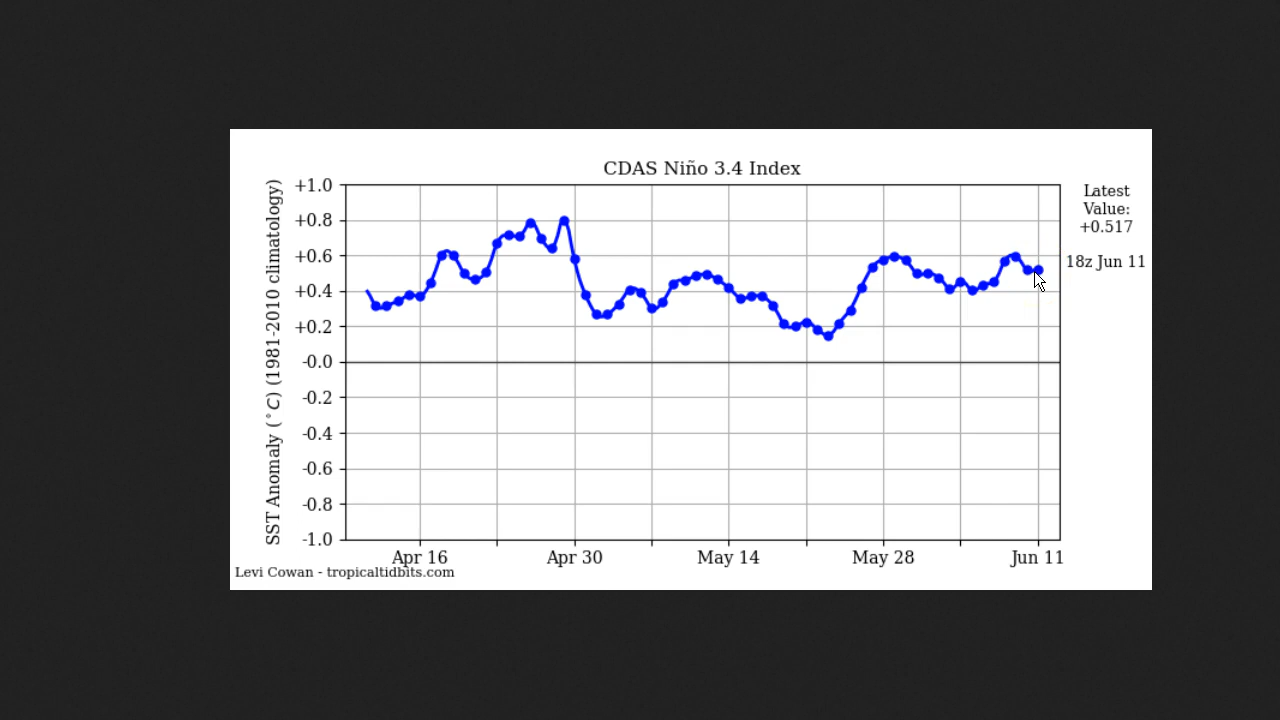 CDAS Niño 3.4 Index
SST Anomaly (°C) (1981-2010 climatology)
+1.0
+0.8
+0.6
+0.4
+0.2
-0.0
-0.2
-0.4
-0.6
-0.8
-1.0
Apr 16
Apr 30
May 14
May 28
Jun 11
Latest
Value:
+0.517
18z Jun 11
Levi Cowan - tropicaltidbits.com